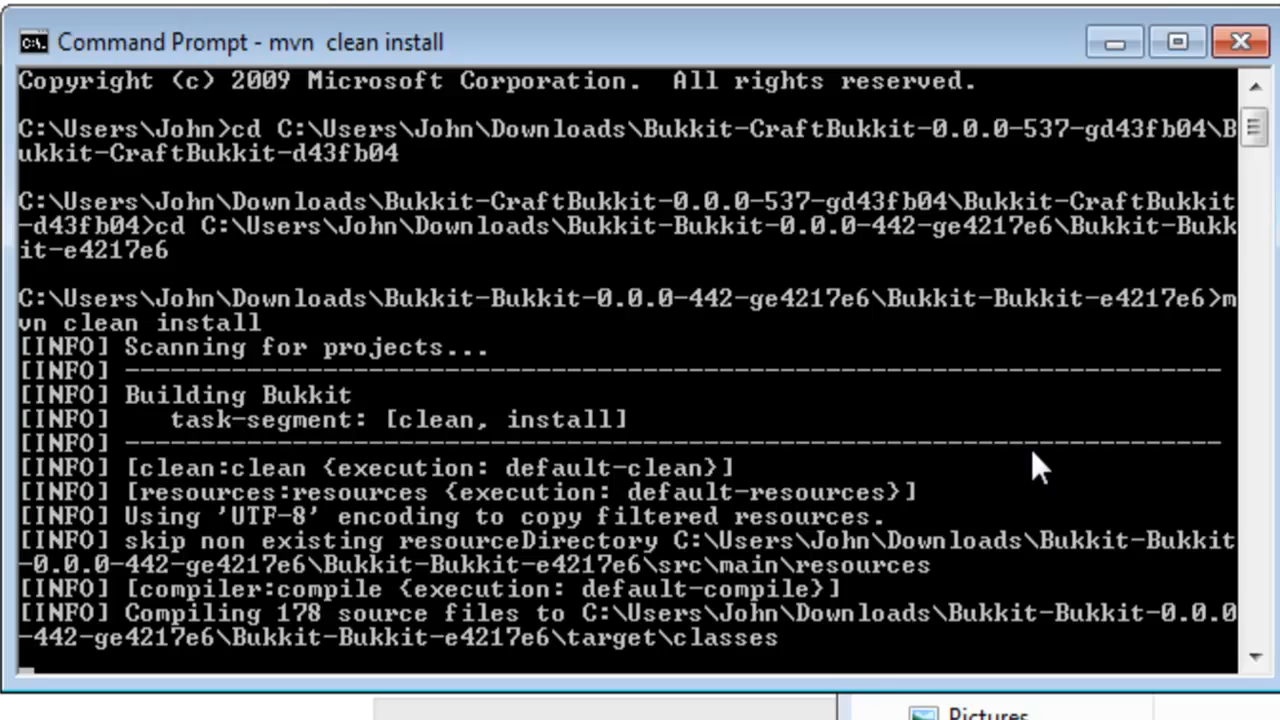 Command Prompt - mvn  clean install
Copyright (c) 2009 Microsoft Corporation.  All rights reserved.
C:\Users\John>cd C:\Users\John\Downloads\Bukkit-CraftBukkit-0.0.0-537-gd43fb04\B
ukkit-CraftBukkit-d43fb04
C:\Users\John\Downloads\Bukkit-CraftBukkit-0.0.0-537-gd43fb04\Bukkit-CraftBukkit
-d43fb04>cd C:\Users\John\Downloads\Bukkit-Bukkit-0.0.0-442-ge4217e6\Bukkit-Bukk
it-e4217e6
C:\Users\John\Downloads\Bukkit-Bukkit-0.0.0-442-ge4217e6\Bukkit-Bukkit-e4217e6>m
vn clean install
[INFO] Scanning for projects...
[INFO] ------------------------------------------------------------------------
[INFO] Building Bukkit
[INFO]    task-segment: [clean, install]
[INFO] ------------------------------------------------------------------------
[INFO] [clean:clean {execution: default-clean}]
[INFO] [resources:resources {execution: default-resources}]
[INFO] Using 'UTF-8' encoding to copy filtered resources.
[INFO] skip non existing resourceDirectory C:\Users\John\Downloads\Bukkit-Bukkit
-0.0.0-442-ge4217e6\Bukkit-Bukkit-e4217e6\src\main\resources
[INFO] [compiler:compile {execution: default-compile}]
[INFO] Compiling 178 source files to C:\Users\John\Downloads\Bukkit-Bukkit-0.0.0
-442-ge4217e6\Bukkit-Bukkit-e4217e6\target\classes
Pictures